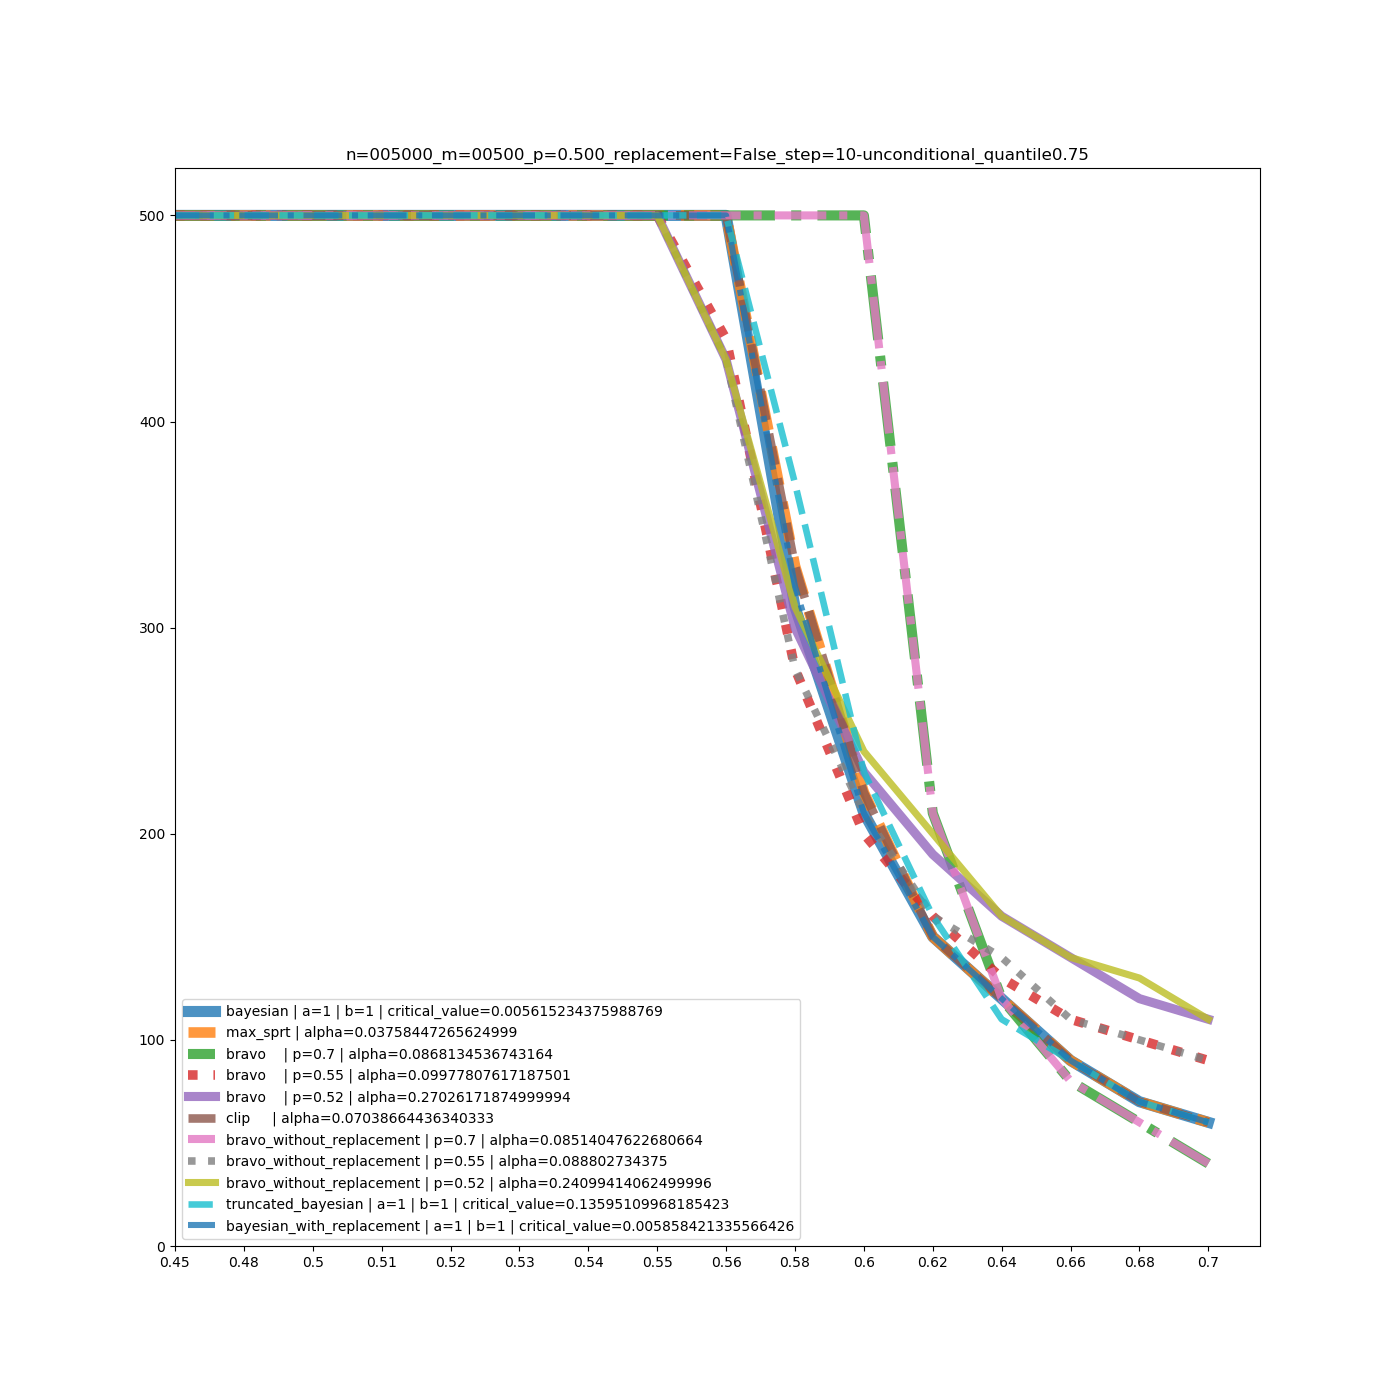 n=005000_m=00500_p=0.500_replacement=False_step=10-unconditional_quantile0.75
500
400
300
200
100
0
bayesian | a=1 | b=1 | critical_value=0.005615234375988769
max_sprt | alpha=0.03758447265624999
bravo    | p=0.7 | alpha=0.0868134536743164
bravo    | p=0.55 | alpha=0.09977807617187501
bravo    | p=0.52 | alpha=0.27026171874999994
clip     | alpha=0.07038664436340333
bravo_without_replacement | p=0.7 | alpha=0.08514047622680664
bravo_without_replacement | p=0.55 | alpha=0.088802734375
bravo_without_replacement | p=0.52 | alpha=0.24099414062499996
truncated_bayesian | a=1 | b=1 | critical_value=0.13595109968185423
bayesian_with_replacement | a=1 | b=1 | critical_value=0.005858421335566426
0.45 0.48 0.5 0.51 0.52 0.53 0.54 0.55 0.56 0.58 0.6 0.62 0.64 0.66 0.68 0.7